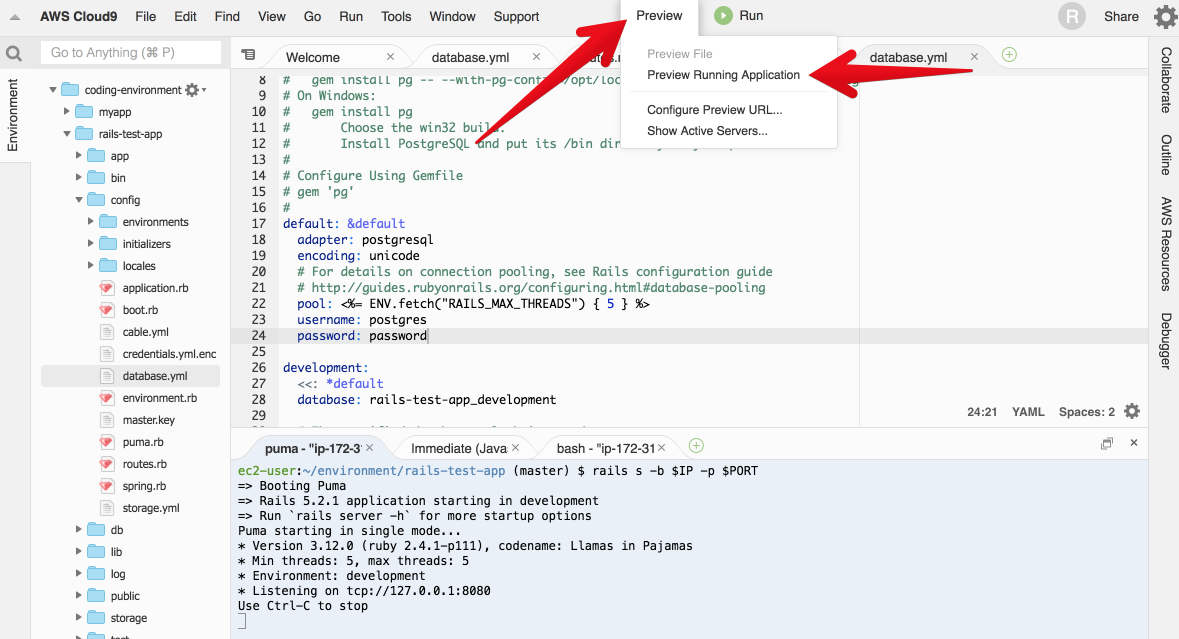 AWS Cloud9 File Edit Find View Go Run Tools Window Support Preview Run R Share
Go to Anything (⌘ P)
Welcome database.yml database.yml
Preview File
Preview Running Application
Configure Preview URL...
Show Active Servers...
Environment
coding-environment
myapp
rails-test-app
app
bin
config
environments
initializers
locales
application.rb
boot.rb
cable.yml
credentials.yml.enc
database.yml
environment.rb
master.key
puma.rb
routes.rb
spring.rb
storage.yml
db
lib
log
public
storage
8 # gem install pg -- --with-pg-
9 # On Windows:
10 # gem install pg
11 # Choose the win32 build.
12 # Install PostgreSQL and put its /bin
13 #
14 # Configure Using Gemfile
15 # gem 'pg'
16 #
17 default: &default
18 adapter: postgresql
19 encoding: unicode
20 # For details on connection pooling, see Rails configuration guide
21 # http://guides.rubyonrails.org/configuring.html#database-pooling
22 pool: <%= ENV.fetch("RAILS_MAX_THREADS") { 5 } %>
23 username: postgres
24 password: password
25
26 development:
27 <<: *default
28 database: rails-test-app_development
29
24:21 YAML Spaces: 2
Collaborate
Outline
AWS Resources
Debugger
puma - "ip-172-3 Immediate (Java bash - "ip-172-31
ec2-user:~/environment/rails-test-app (master) $ rails s -b $IP -p $PORT
=> Booting Puma
=> Rails 5.2.1 application starting in development
=> Run `rails server -h` for more startup options
Puma starting in single mode...
* Version 3.12.0 (ruby 2.4.1-p111), codename: Llamas in Pajamas
* Min threads: 5, max threads: 5
* Environment: development
* Listening on tcp://127.0.0.1:8080
Use Ctrl-C to stop